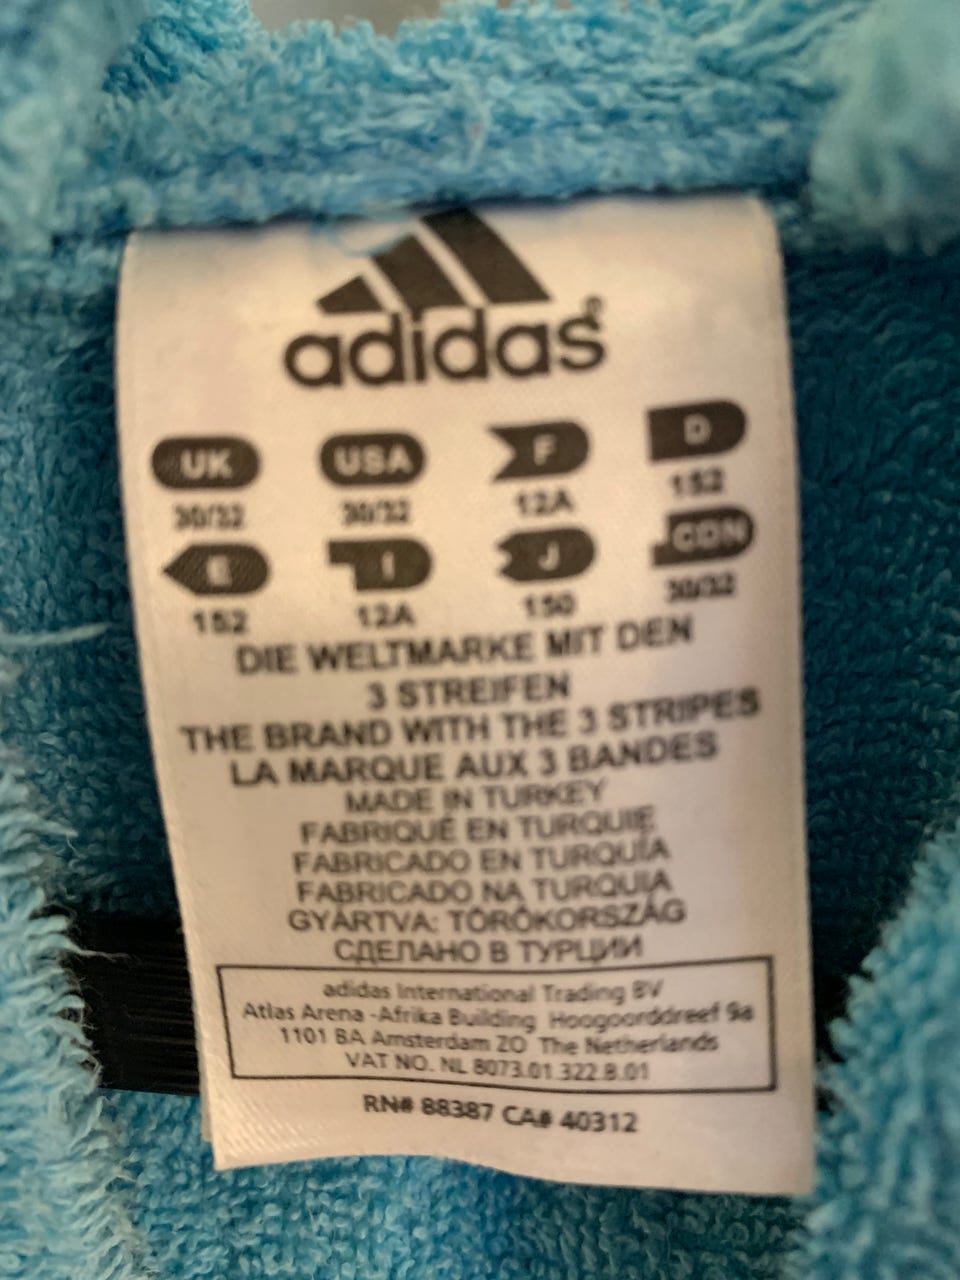 adidas®
UK USA F D
30/32 30/32 12A 152
E I J CDN
152 12A 150 30/32
DIE WELTMARKE MIT DEN
3 STREIFEN
THE BRAND WITH THE 3 STRIPES
LA MARQUE AUX 3 BANDES
MADE IN TURKEY
FABRIQUÉ EN TURQUIE
FABRICADO EN TURQUÍA
FABRICADO NA TURQUIA
GYÁRTVA: TÖRÖKORSZÁG
СДЕЛАНО В ТУРЦИИ
adidas International Trading BV
Atlas Arena -Afrika Building Hoogoorddreef 9a
1101 BA Amsterdam ZO The Netherlands
VAT NO. NL 8073.01.322.B.01
RN# 88387 CA# 40312